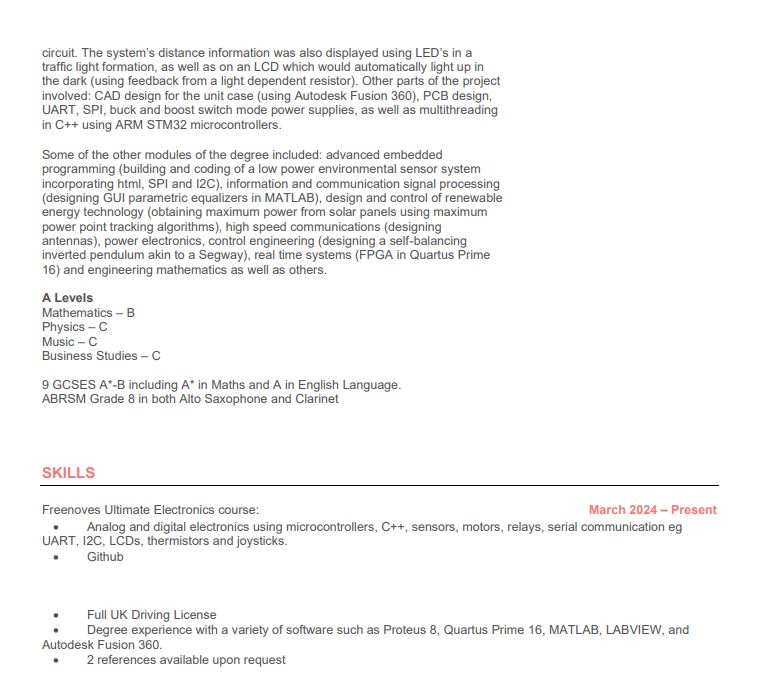 circuit. The system's distance information was also displayed using LED's in a
traffic light formation, as well as on an LCD which would automatically light up in
the dark (using feedback from a light dependent resistor). Other parts of the project
involved: CAD design for the unit case (using Autodesk Fusion 360), PCB design,
UART, SPI, buck and boost switch mode power supplies, as well as multithreading
in C++ using ARM STM32 microcontrollers.
Some of the other modules of the degree included: advanced embedded
programming (building and coding of a low power environmental sensor system
incorporating html, SPI and I2C), information and communication signal processing
(designing GUI parametric equalizers in MATLAB), design and control of renewable
energy technology (obtaining maximum power from solar panels using maximum
power point tracking algorithms), high speed communications (designing
antennas), power electronics, control engineering (designing a self-balancing
inverted pendulum akin to a Segway), real time systems (FPGA in Quartus Prime
16) and engineering mathematics as well as others.
A Levels
Mathematics – B
Physics – C
Music – C
Business Studies – C
9 GCSES A*-B including A* in Maths and A in English Language.
ABRSM Grade 8 in both Alto Saxophone and Clarinet
SKILLS
Freenoves Ultimate Electronics course: March 2024 – Present
• Analog and digital electronics using microcontrollers, C++, sensors, motors, relays, serial communication eg
UART, I2C, LCDs, thermistors and joysticks.
• Github
• Full UK Driving License
• Degree experience with a variety of software such as Proteus 8, Quartus Prime 16, MATLAB, LABVIEW, and
Autodesk Fusion 360.
• 2 references available upon request